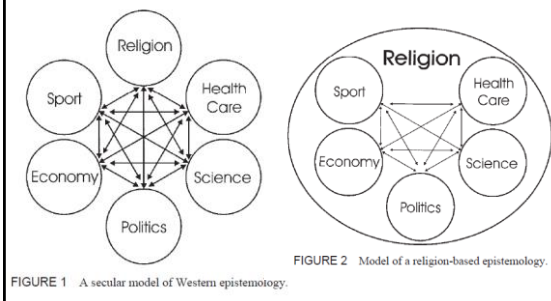 Religion
Sport
Health
Care
Economy
Science
Politics
FIGURE 1 A secular model of Western epistemology.
Religion
Sport
Health
Care
Economy
Science
Politics
FIGURE 2 Model of a religion-based epistemology.